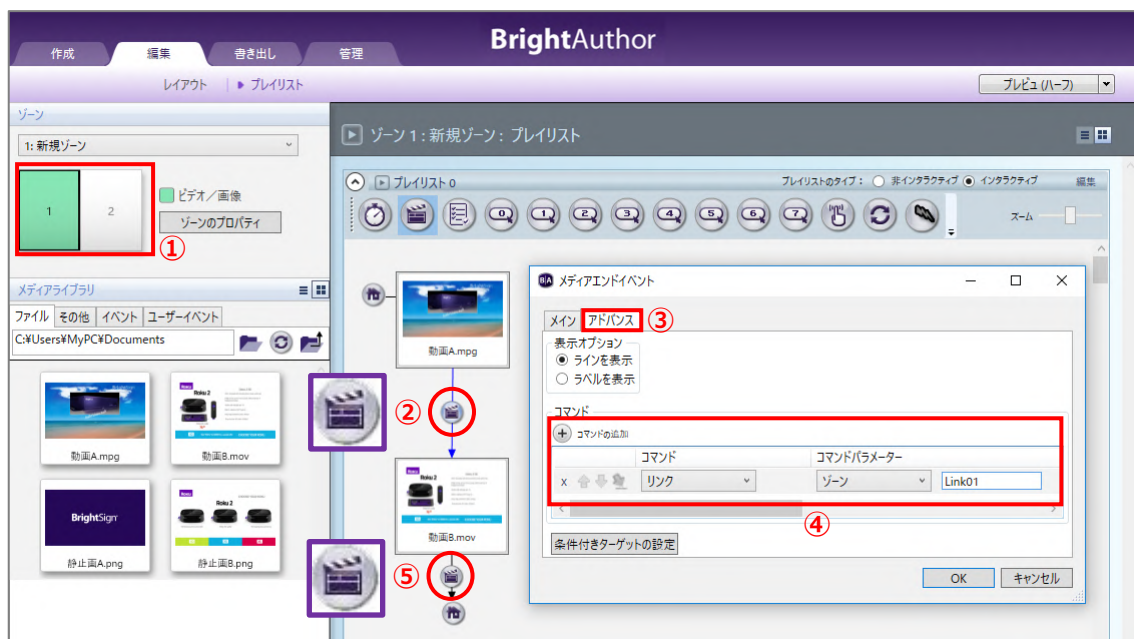 BrightAuthor
作成 編集 書き出し 管理
レイアウト プレイリスト
プレビュ (ハーフ)
ゾーン
1: 新規ゾーン
1 2
ビデオ／画像
ゾーンのプロパティ
①
メディアライブラリ
ファイル その他 イベント ユーザーイベント
C:¥Users¥MyPC¥Documents
動画A.mpg 動画B.mov
BrightSign
静止画A.png 静止画B.png
ゾーン 1 : 新規ゾーン : プレイリスト
プレイリスト 0
プレイリストのタイプ : 非インタラクティブ インタラクティブ 編集
0 1 2 3 4 5 6 7
ズーム
動画A.mpg
②
動画B.mov
⑤
メディアエンドイベント
メイン アドバンス ③
表示オプション
ラインを表示
ラベルを表示
コマンド
コマンドの追加
コマンド コマンドパラメーター
x リンク ゾーン Link01
④
条件付きターゲットの設定
OK キャンセル